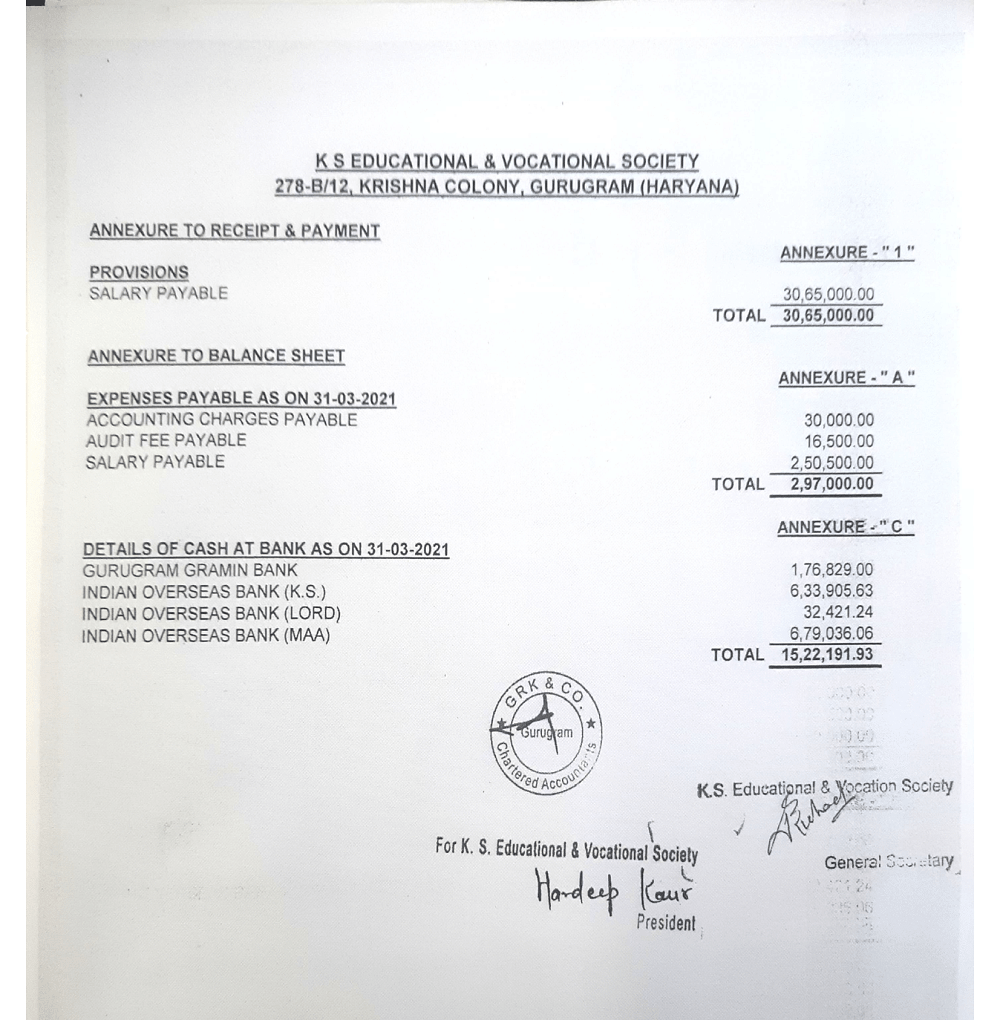 K S EDUCATIONAL & VOCATIONAL SOCIETY
278-B/12, KRISHNA COLONY, GURUGRAM (HARYANA)
ANNEXURE TO RECEIPT & PAYMENT
ANNEXURE - " 1 "
PROVISIONS
SALARY PAYABLE 30,65,000.00
TOTAL 30,65,000.00
ANNEXURE TO BALANCE SHEET
ANNEXURE - " A "
EXPENSES PAYABLE AS ON 31-03-2021
ACCOUNTING CHARGES PAYABLE 30,000.00
AUDIT FEE PAYABLE 16,500.00
SALARY PAYABLE 2,50,500.00
TOTAL 2,97,000.00
ANNEXURE - " C "
DETAILS OF CASH AT BANK AS ON 31-03-2021
GURUGRAM GRAMIN BANK 1,76,829.00
INDIAN OVERSEAS BANK (K.S.) 6,33,905.63
INDIAN OVERSEAS BANK (LORD) 32,421.24
INDIAN OVERSEAS BANK (MAA) 6,79,036.06
TOTAL 15,22,191.93
GRK & CO.
Gurugram
Chartered Accountants
K.S. Educational & Vocation Society
General Secretary
For K. S. Educational & Vocational Society
Hardeep Kaur
President